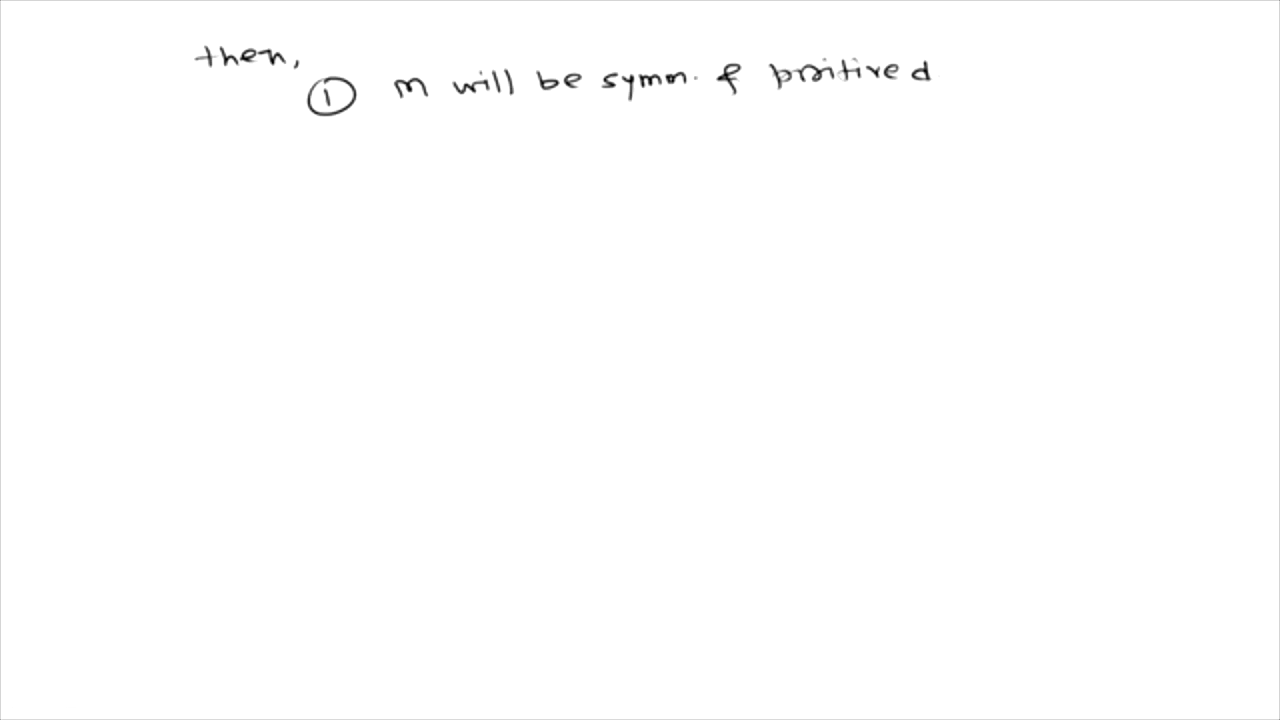 then,
① m will be symm. & positive d